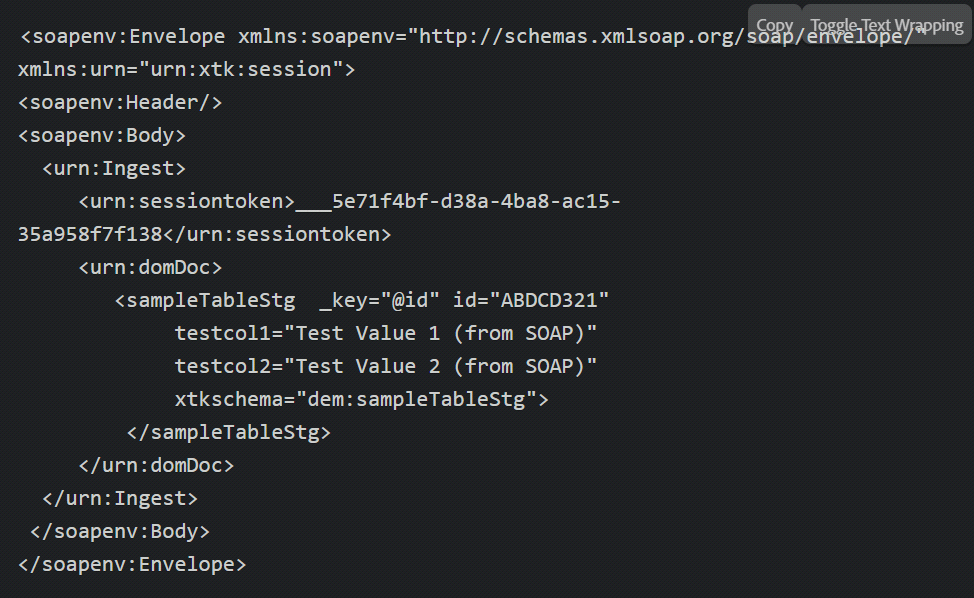 Copy Toggle Text Wrapping
<soapenv:Envelope xmlns:soapenv="http://schemas.xmlsoap.org/soap/envelope/"
xmlns:urn="urn:xtk:session">
<soapenv:Header/>
<soapenv:Body>
  <urn:Ingest>
     <urn:sessiontoken>___5e71f4bf-d38a-4ba8-ac15-
35a958f7f138</urn:sessiontoken>
     <urn:domDoc>
        <sampleTableStg  _key="@id" id="ABDCD321"
             testcol1="Test Value 1 (from SOAP)"
             testcol2="Test Value 2 (from SOAP)"
             xtkschema="dem:sampleTableStg">
         </sampleTableStg>
     </urn:domDoc>
  </urn:Ingest>
 </soapenv:Body>
</soapenv:Envelope>